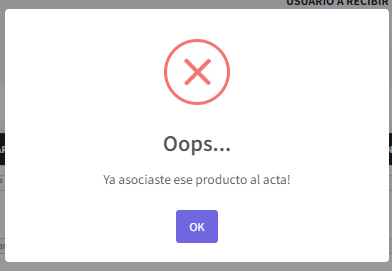 USUARIO A RECIBIR
Oops...
Ya asociaste ese producto al acta!
OK